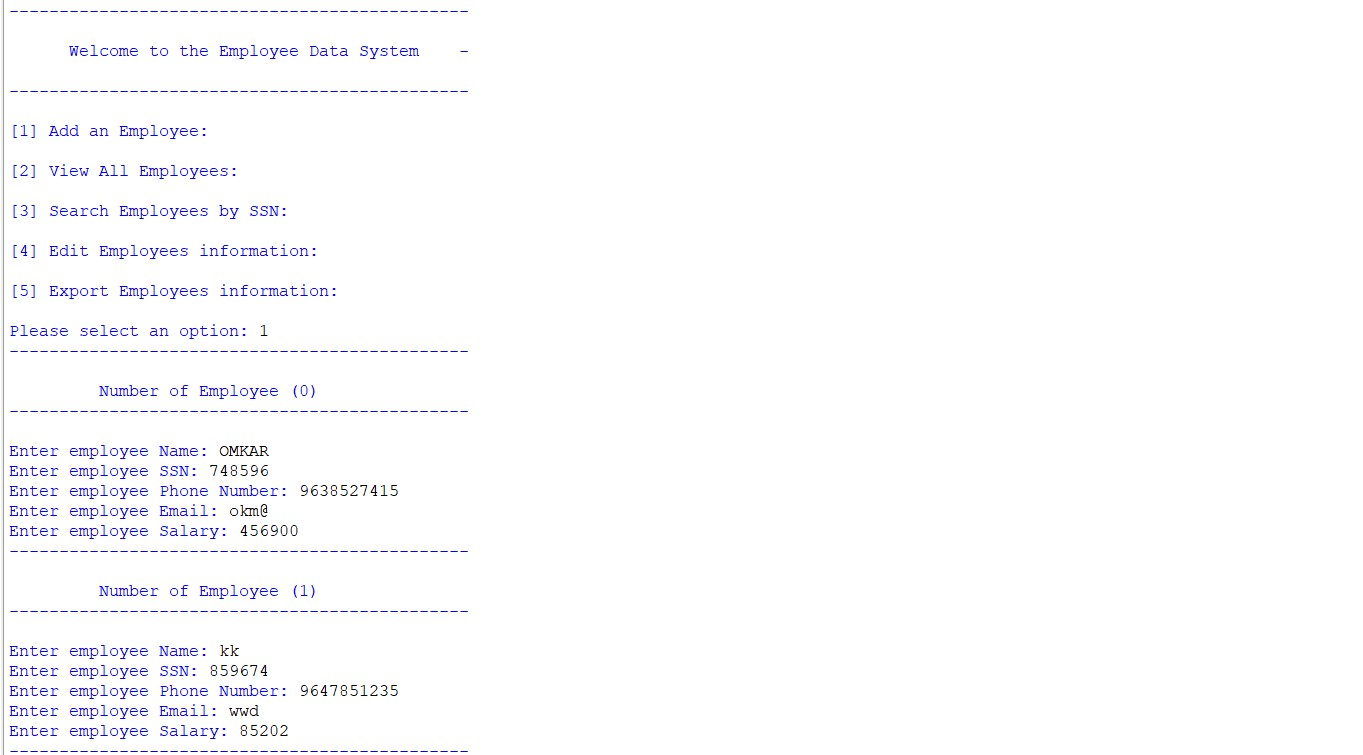 ----------------------------------------------
Welcome to the Employee Data System    -
----------------------------------------------
[1] Add an Employee:
[2] View All Employees:
[3] Search Employees by SSN:
[4] Edit Employees information:
[5] Export Employees information:
Please select an option: 1
----------------------------------------------
Number of Employee (0)
----------------------------------------------
Enter employee Name: OMKAR
Enter employee SSN: 748596
Enter employee Phone Number: 9638527415
Enter employee Email: okm@
Enter employee Salary: 456900
----------------------------------------------
Number of Employee (1)
----------------------------------------------
Enter employee Name: kk
Enter employee SSN: 859674
Enter employee Phone Number: 9647851235
Enter employee Email: wwd
Enter employee Salary: 85202
----------------------------------------------